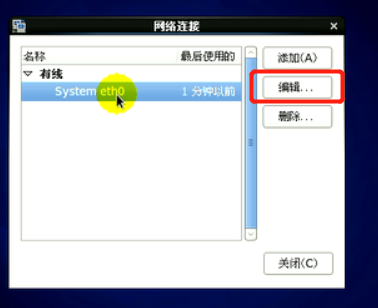 网络连接
名称 最后使用的
有线
System eth0 1 分钟以前
添加(A)
编辑...
删除...
关闭(C)